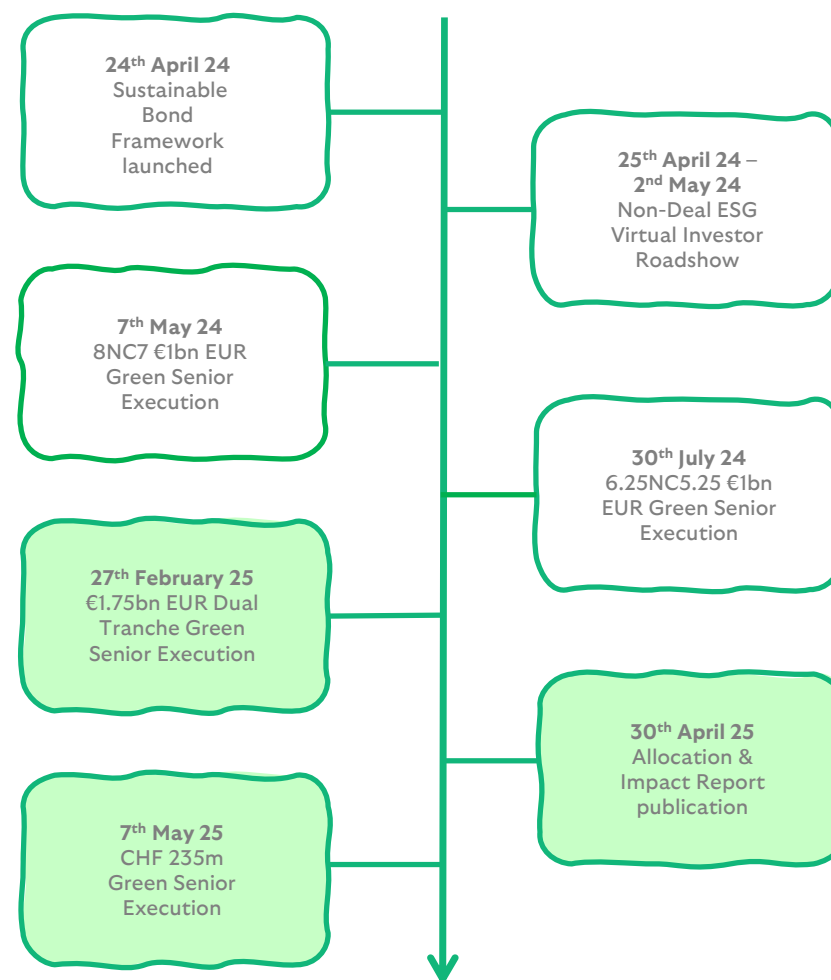 24th April 24
Sustainable
Bond
Framework
launched
25th April 24 –
2nd May 24
Non-Deal ESG
Virtual Investor
Roadshow
7th May 24
8NC7 €1bn EUR
Green Senior
Execution
30th July 24
6.25NC5.25 €1bn
EUR Green Senior
Execution
27th February 25
€1.75bn EUR Dual
Tranche Green
Senior Execution
30th April 25
Allocation &
Impact Report
publication
7th May 25
CHF 235m
Green Senior
Execution